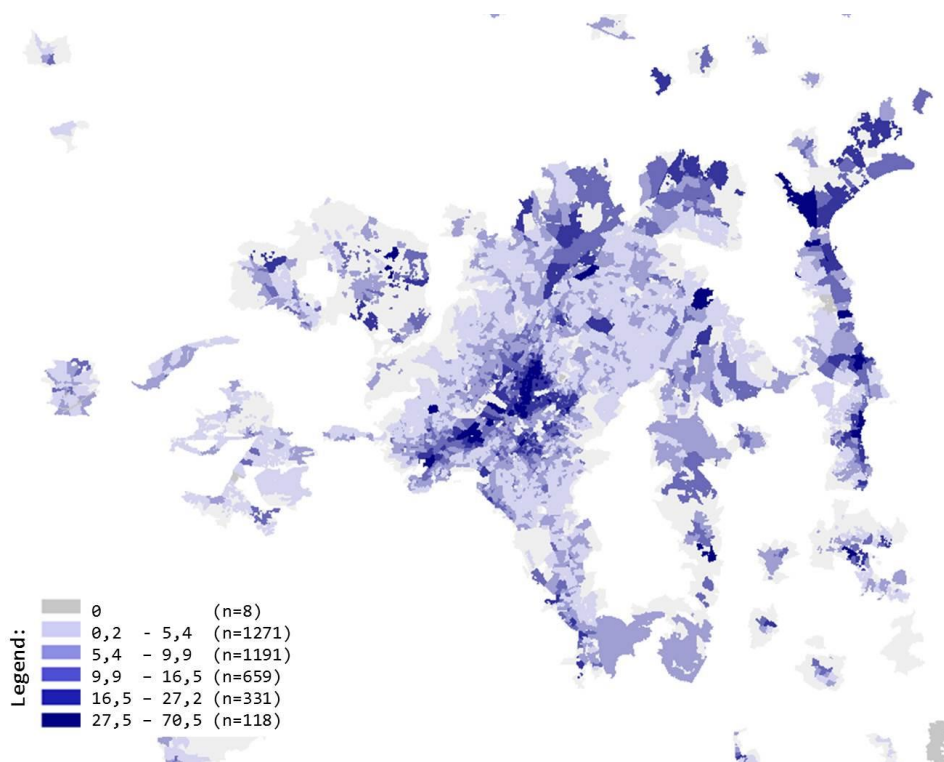 Legend:
0 (n=8)
0,2 - 5,4 (n=1271)
5,4 – 9,9 (n=1191)
9,9 – 16,5 (n=659)
16,5 – 27,2 (n=331)
27,5 – 70,5 (n=118)